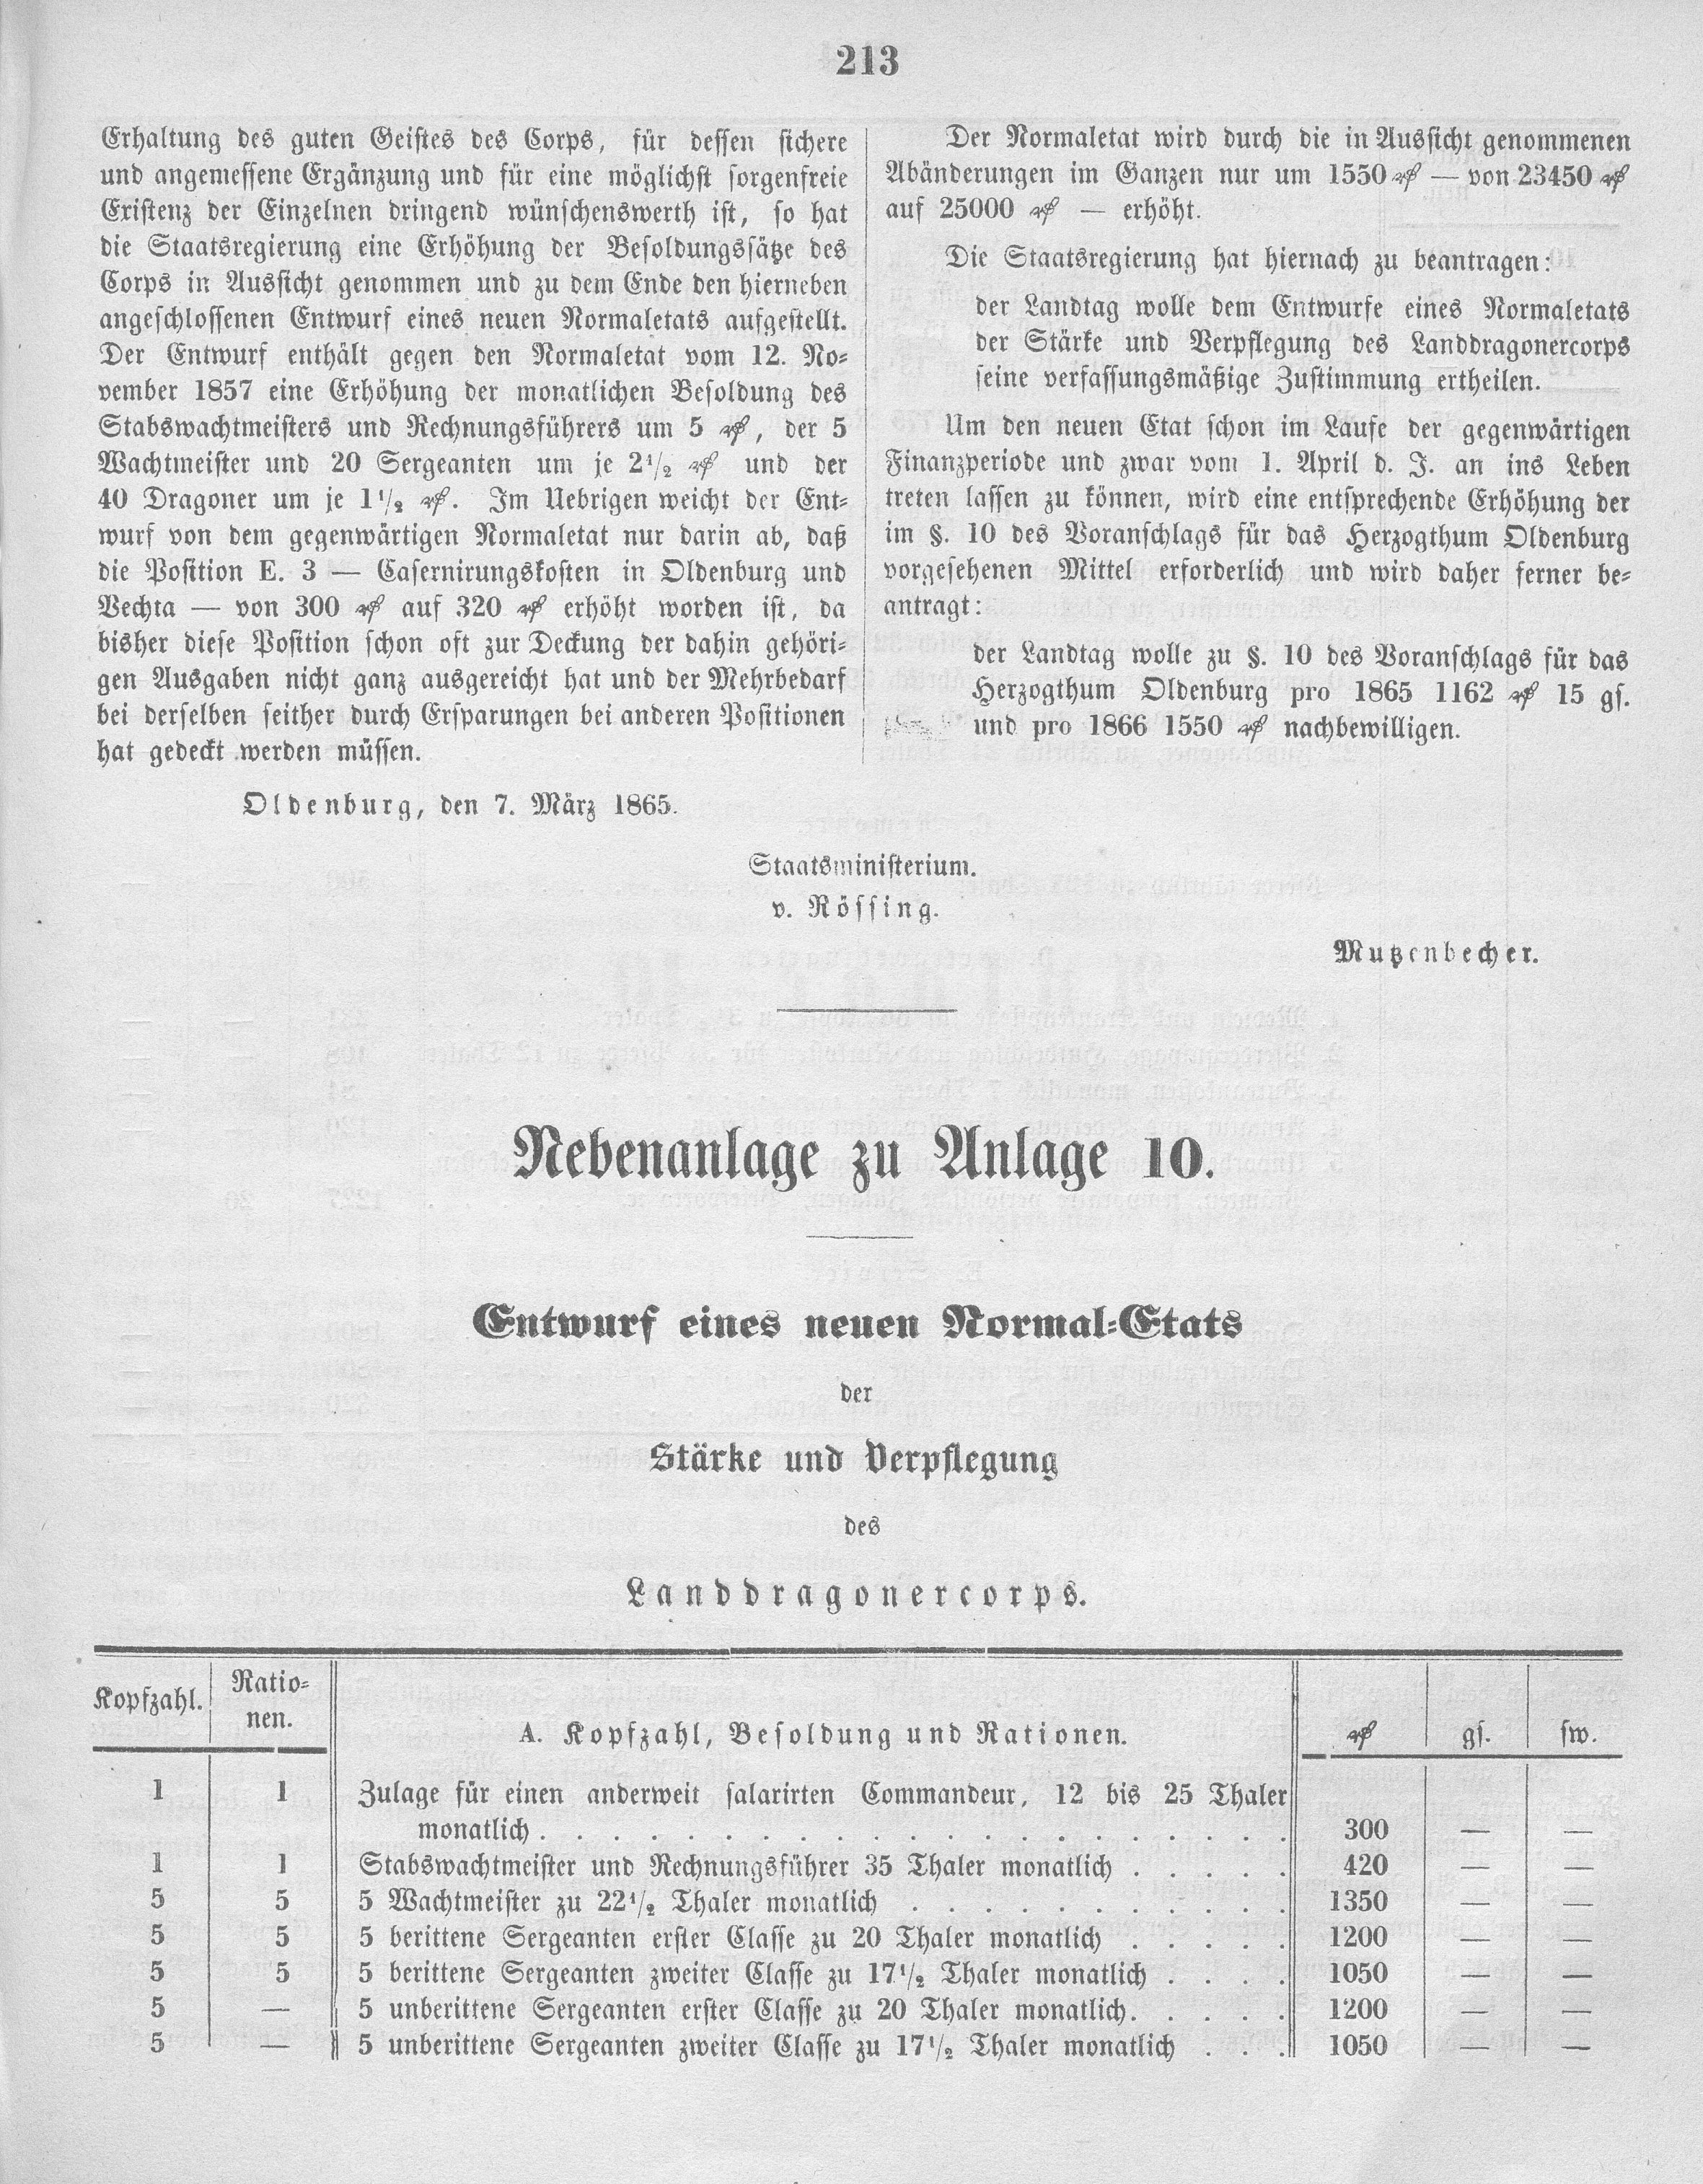 213
Erhaltung des guten Geistes des Corps, für dessen sichere
und angemessene Ergänzung und für eine möglichst sorgenfreie
Existenz der Einzelnen dringend wünschenswerth ist, so hat
die Staatsregierung eine Erhöhung der Besoldungssätze des
Corps in Aussicht genommen und zu dem Ende den hierneben
angeschlossenen Entwurf eines neuen Normaletats aufgestellt.
Der Entwurf enthält gegen den Normaletat vom 12. No-
vember 1857 eine Erhöhung der monatlichen Besoldung des
Stabswachtmeisters und Rechnungsführers um 5 ₰, der 5
Wachtmeister und 20 Sergeanten um je 2½ ₰ und der
40 Dragoner um je 1½ ₰. Im Uebrigen weicht der Ent-
wurf von dem gegenwärtigen Normaletat nur darin ab, daß
die Position E. 3 — Casernirungskosten in Oldenburg und
Vechta — von 300 ₰ auf 320 ₰ erhöht worden ist, da
bisher diese Position schon oft zur Deckung der dahin gehöri-
gen Ausgaben nicht ganz ausgereicht hat und der Mehrbedarf
bei derselben seither durch Ersparungen bei anderen Positionen
hat gedeckt werden müssen.
Der Normaletat wird durch die in Aussicht genommenen
Abänderungen im Ganzen nur um 1550 ₰ — von 23450 ₰
auf 25000 ₰ — erhöht.
Die Staatsregierung hat hiernach zu beantragen:
der Landtag wolle dem Entwurfe eines Normaletats
der Stärke und Verpflegung des Landdragonercorps
seine verfassungsmäßige Zustimmung ertheilen.
Um den neuen Etat schon im Laufe der gegenwärtigen
Finanzperiode und zwar vom 1. April d. J. an ins Leben
treten lassen zu können, wird eine entsprechende Erhöhung der
im §. 10 des Voranschlags für das Herzogthum Oldenburg
vorgesehenen Mittel erforderlich und wird daher ferner be-
antragt:
der Landtag wolle zu §. 10 des Voranschlags für das
Herzogthum Oldenburg pro 1865 1162 ₰ 15 gs.
und pro 1866 1550 ₰ nachbewilligen.
Oldenburg, den 7. März 1865.
Staatsministerium.
v. Rössing.
Mutzenbecher.
Nebenanlage zu Anlage 10.
Entwurf eines neuen Normal-Etats
der
Stärke und Verpflegung
des
Landdragonercorps.
Kopfzahl. Ratio-
nen. A. Kopfzahl, Besoldung und Rationen. ₰ gs. sw.
1 1 Zulage für einen anderweit salarirten Commandeur, 12 bis 25 Thaler
monatlich . . . . . . . . . . . . . . . . . . . . 300 — —
1 1 Stabswachtmeister und Rechnungsführer 35 Thaler monatlich . . . . . 420 — —
5 5 5 Wachtmeister zu 22½ Thaler monatlich . . . . . . . . . . . 1350 — —
5 5 5 berittene Sergeanten erster Classe zu 20 Thaler monatlich . . . . . 1200 — —
5 5 5 berittene Sergeanten zweiter Classe zu 17½ Thaler monatlich . . . . 1050 — —
5 — 5 unberittene Sergeanten erster Classe zu 20 Thaler monatlich. . . . . 1200 — —
5 — 5 unberittene Sergeanten zweiter Classe zu 17½ Thaler monatlich . . . 1050 — —